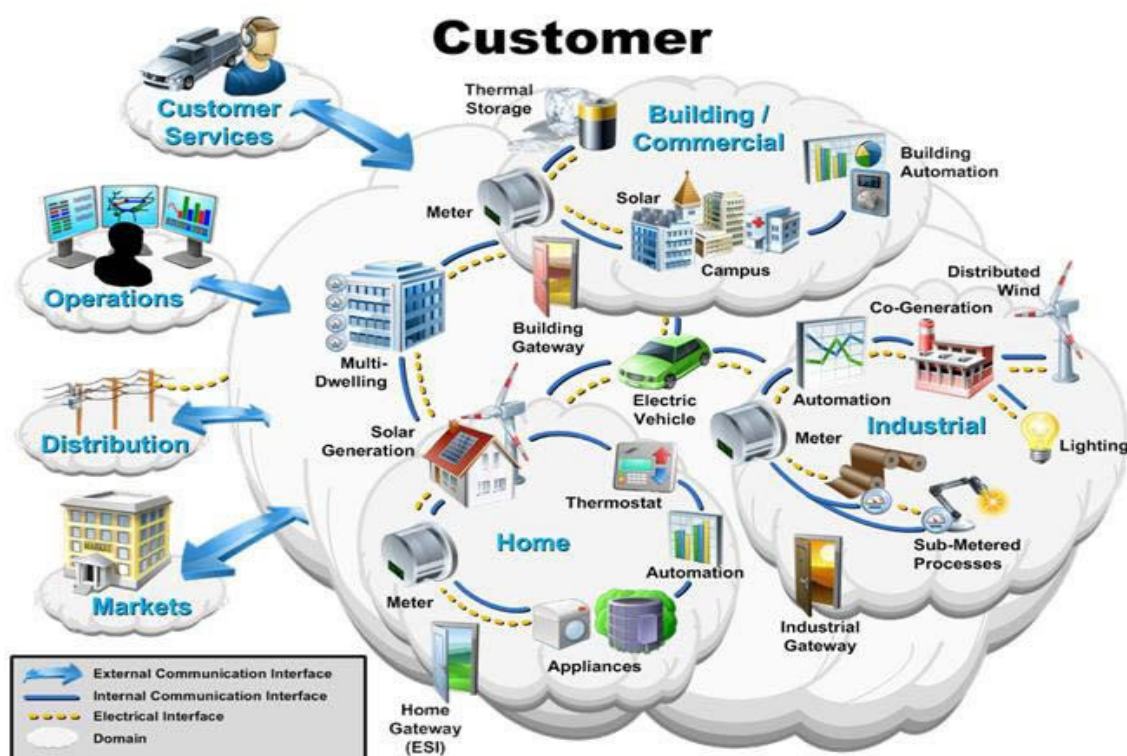 Customer
Customer
Services
Operations
Distribution
Markets
MARKET
Thermal
Storage
Building /
Commercial
Building
Automation
Meter
Solar
Campus
Building
Gateway
Multi-
Dwelling
Electric
Vehicle
Distributed
Wind
Co-Generation
Automation
Industrial
Meter
Lighting
Sub-Metered
Processes
Industrial
Gateway
Solar
Generation
Thermostat
Home
Automation
Meter
Appliances
Home
Gateway
(ESI)
External Communication Interface
Internal Communication Interface
Electrical Interface
Domain